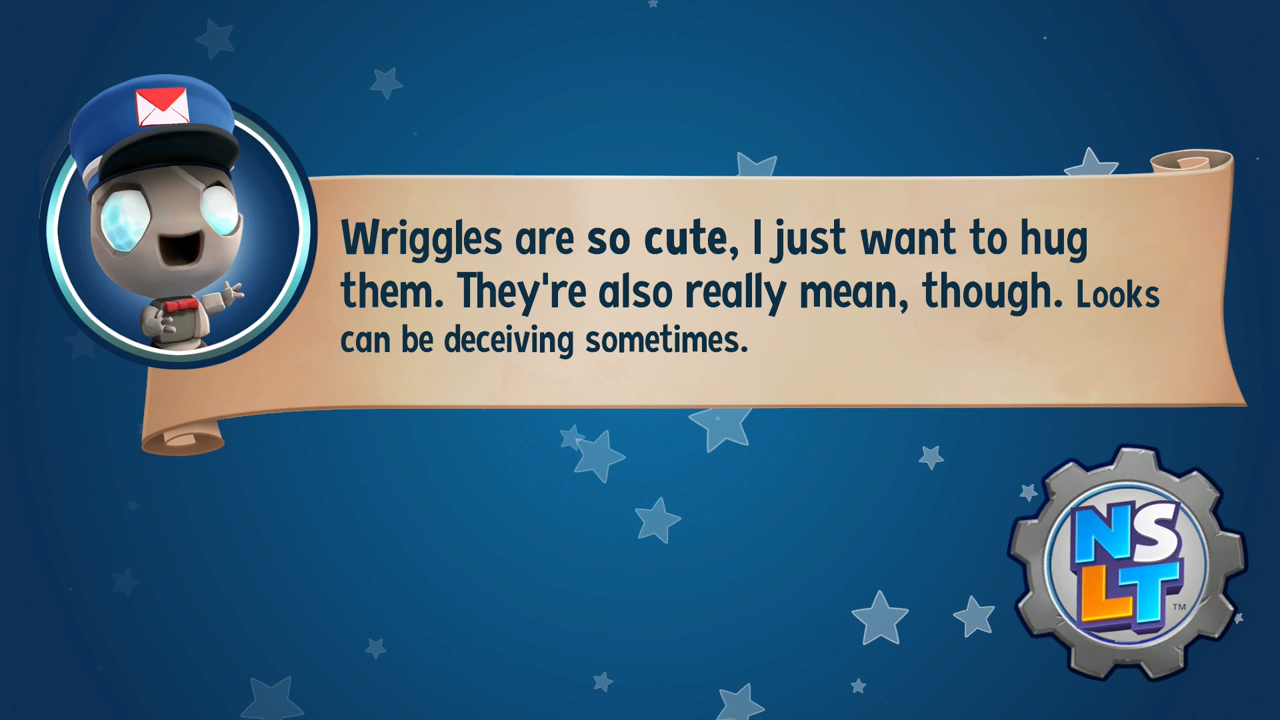 Wriggles are so cute, I just want to hug
them. They're also really mean, though. Looks
can be deceiving sometimes.
NS
LT
TM